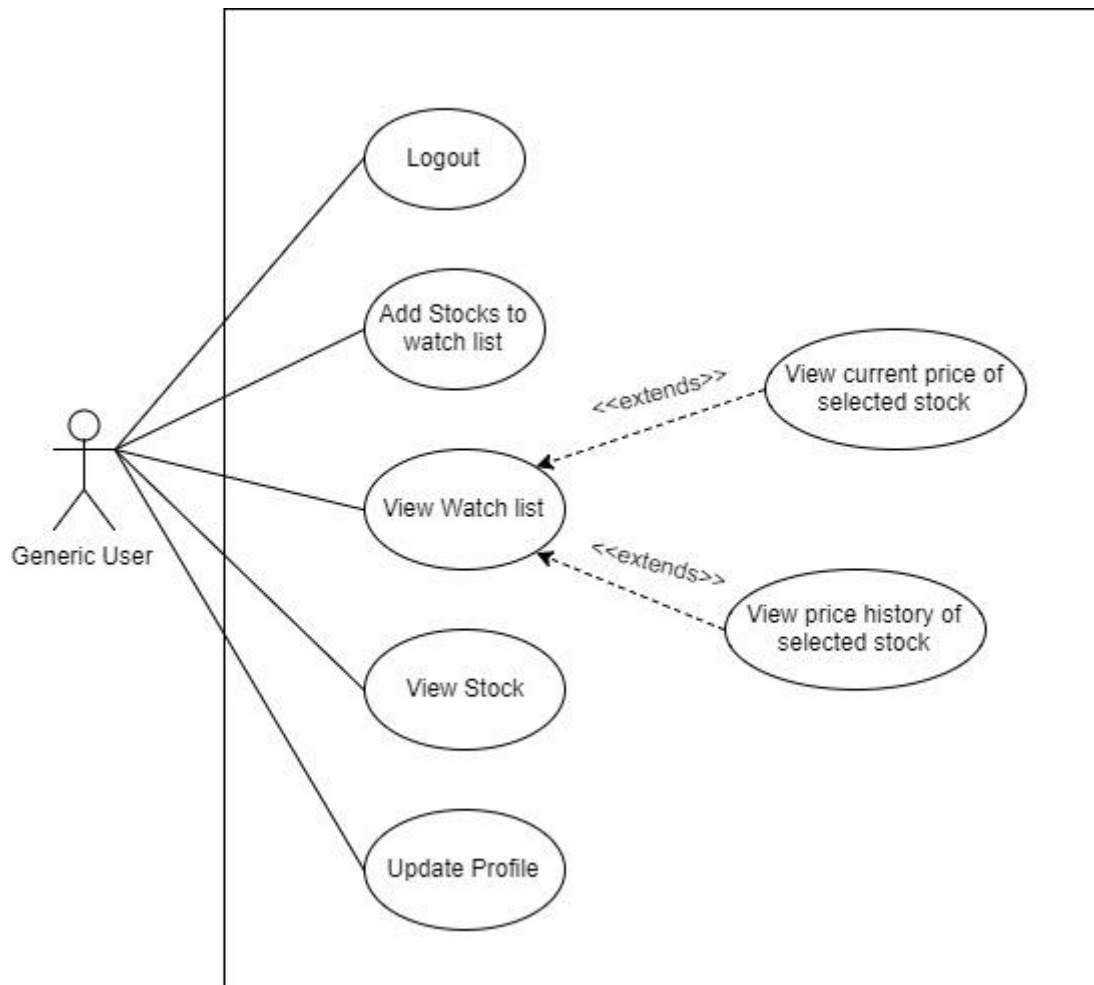 Logout
Add Stocks to
watch list
<<extends>>
View current price of
selected stock
View Watch list
Generic User
<<extends>>
View price history of
selected stock
View Stock
Update Profile